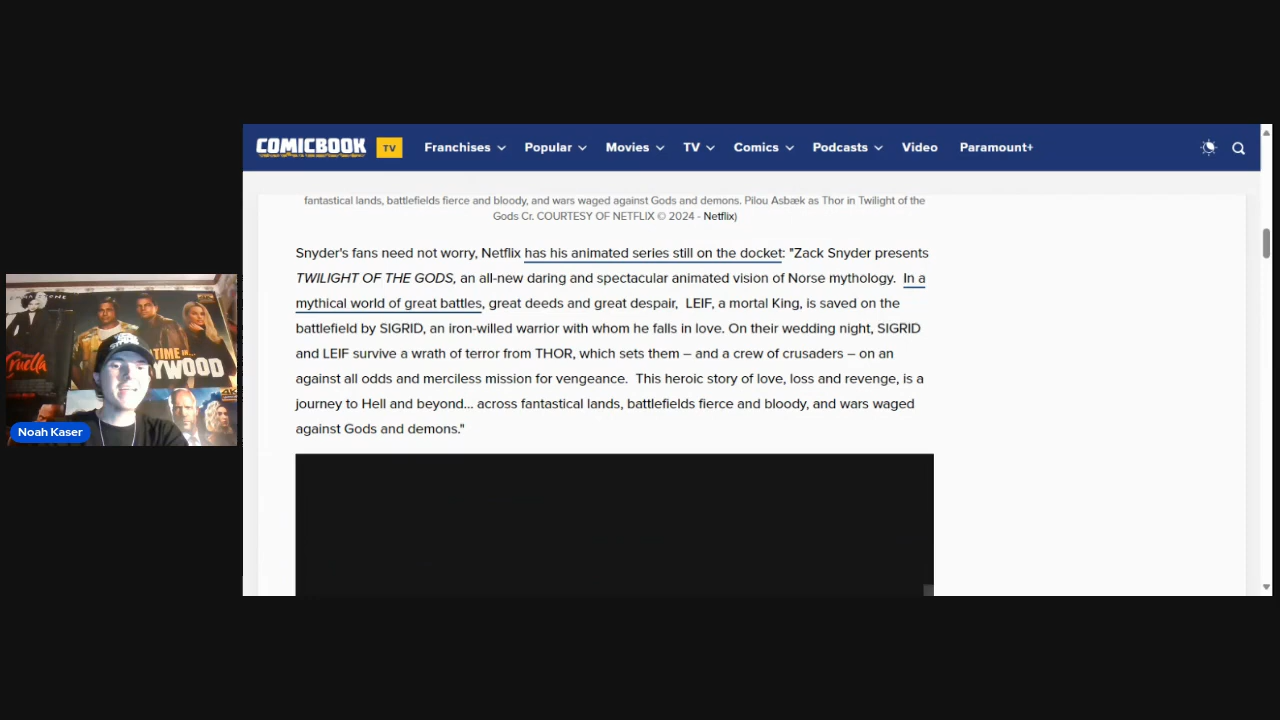 COMICBOOK TV Franchises Popular Movies TV Comics Podcasts Video Paramount+
fantastical lands, battlefields fierce and bloody, and wars waged against Gods and demons. Pilou Asbæk as Thor in Twilight of the
Gods Cr. COURTESY OF NETFLIX © 2024 - Netflix)
Snyder's fans need not worry, Netflix has his animated series still on the docket: "Zack Snyder presents
TWILIGHT OF THE GODS, an all-new daring and spectacular animated vision of Norse mythology. In a
mythical world of great battles, great deeds and great despair, LEIF, a mortal King, is saved on the
battlefield by SIGRID, an iron-willed warrior with whom he falls in love. On their wedding night, SIGRID
and LEIF survive a wrath of terror from THOR, which sets them – and a crew of crusaders – on an
against all odds and merciless mission for vengeance. This heroic story of love, loss and revenge, is a
journey to Hell and beyond... across fantastical lands, battlefields fierce and bloody, and wars waged
against Gods and demons."
Cruella
TIME IN...
YWOOD
4K
Noah Kaser